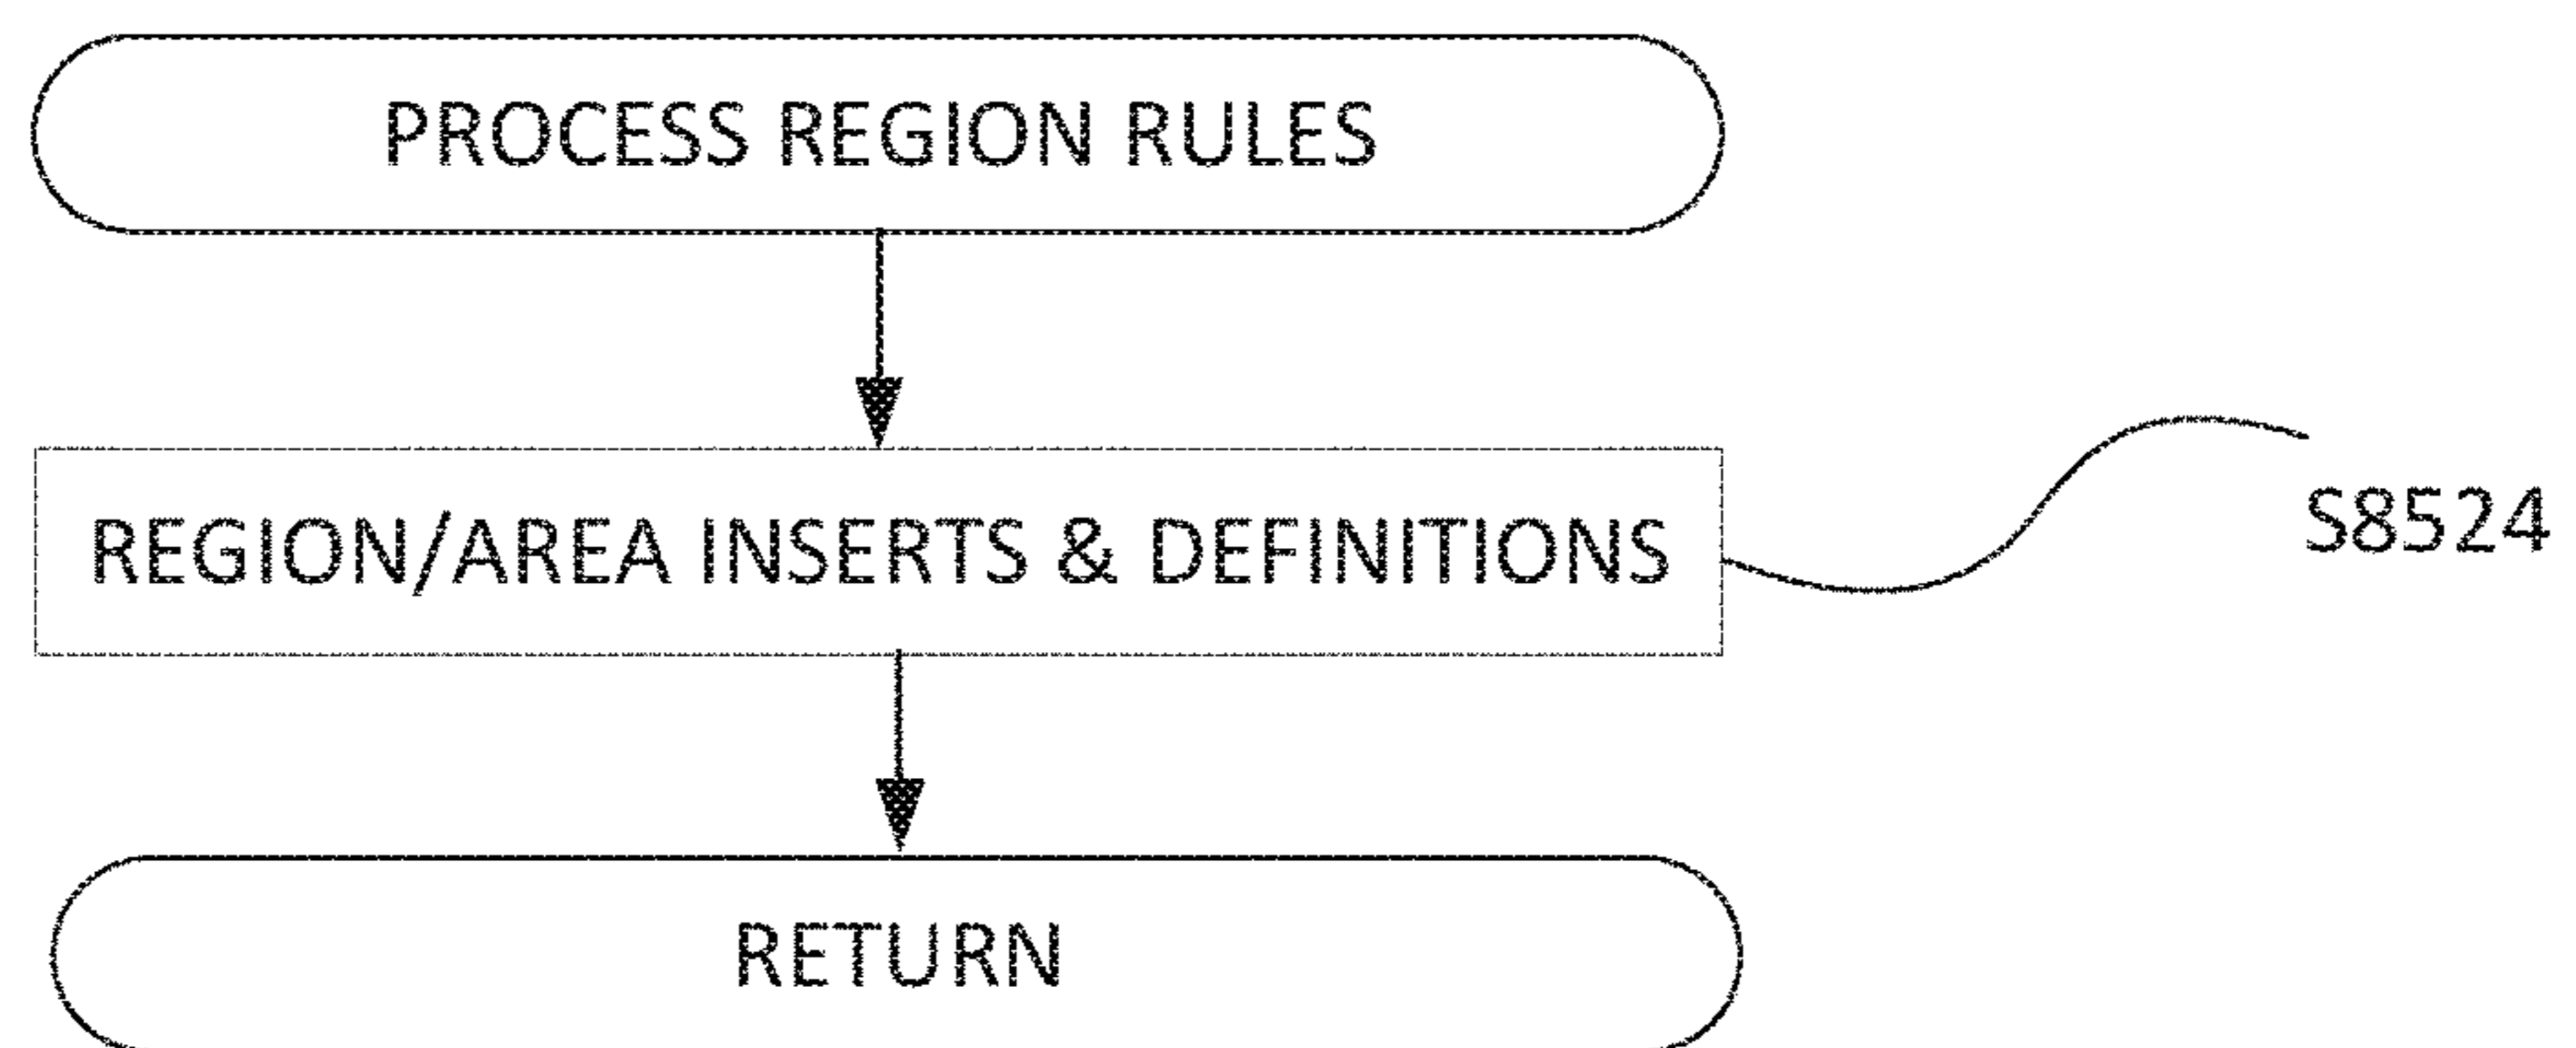 PROCESS REGION RULES
REGION/AREA INSERTS & DEFINITIONS
S8524
RETURN